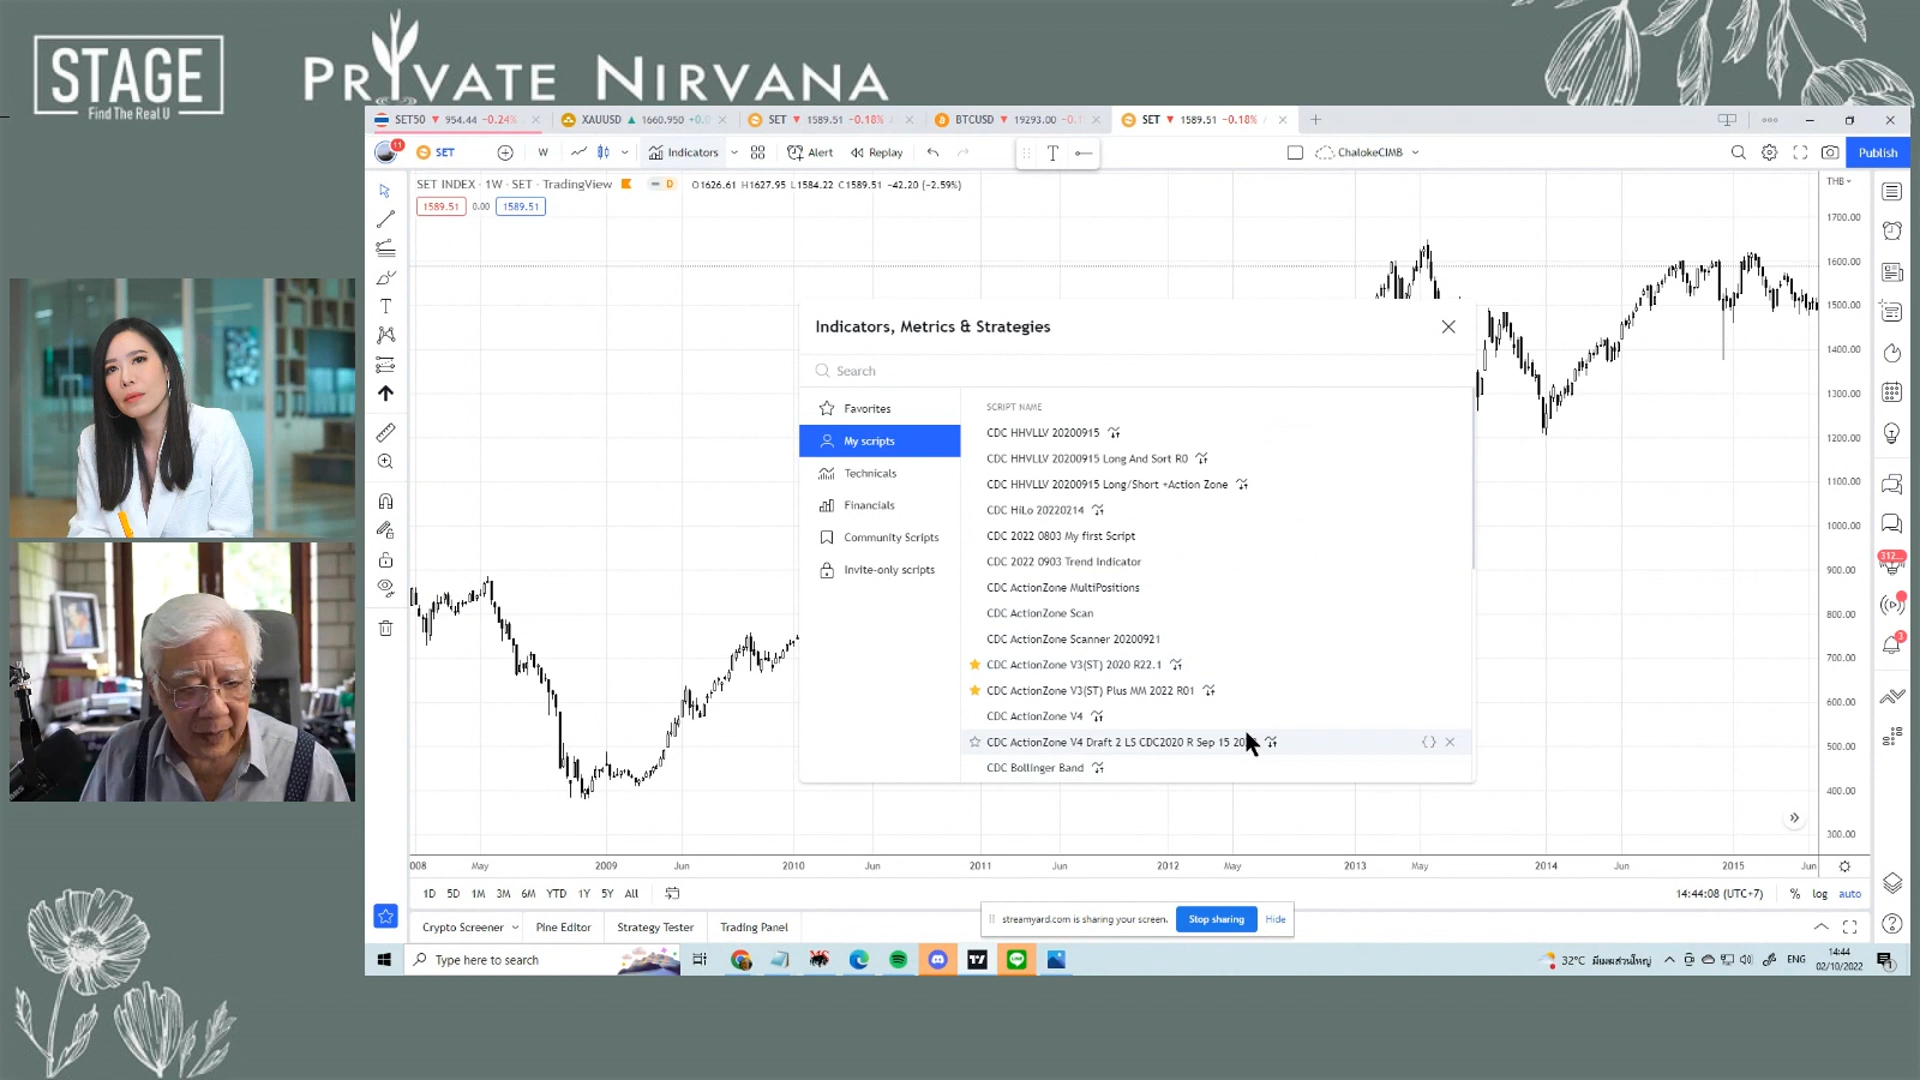 STAGE
Find The Real U
PRIVATE NIRVANA
SET50 954.44 -0.24%
XAUUSD 1660.950
SET 1589.51 -0.18%
BTCUSD 19293.00
SET 1589.51 -0.18%
11
SET
W
Indicators
Alert
Replay
T
ChalokeCIMB
Publish
SET INDEX · 1W · SET · TradingView
D
O1626.61 H1627.95 L1584.22 C1589.51 -42.20 (-2.59%)
1589.51 0.00 1589.51
THB
1700.00
1600.00
1500.00
1400.00
1300.00
1200.00
1100.00
1000.00
900.00
800.00
700.00
600.00
500.00
400.00
300.00
Indicators, Metrics & Strategies
Search
Favorites
My scripts
Technicals
Financials
Community Scripts
Invite-only scripts
SCRIPT NAME
CDC HHVLLV 20200915
CDC HHVLLV 20200915 Long And Sort R0
CDC HHVLLV 20200915 Long/Short +Action Zone
CDC HiLo 20220214
CDC 2022 0803 My first Script
CDC 2022 0903 Trend Indicator
CDC ActionZone MultiPositions
CDC ActionZone Scan
CDC ActionZone Scanner 20200921
CDC ActionZone V3(ST) 2020 R22.1
CDC ActionZone V3(ST) Plus MM 2022 R01
CDC ActionZone V4
CDC ActionZone V4 Draft 2 LS CDC2020 R Sep 15
CDC Bollinger Band
312...
3
008 May 2009 Jun 2010 Jun 2011 Jun 2012 May 2013 May 2014 Jun 2015 Jun
1D 5D 1M 3M 6M YTD 1Y 5Y All
14:44:08 (UTC+7) % log auto
streamyard.com is sharing your screen. Stop sharing Hide
Crypto Screener Pine Editor Strategy Tester Trading Panel
Type here to search
32°C
ENG
14:44
02/10/2022